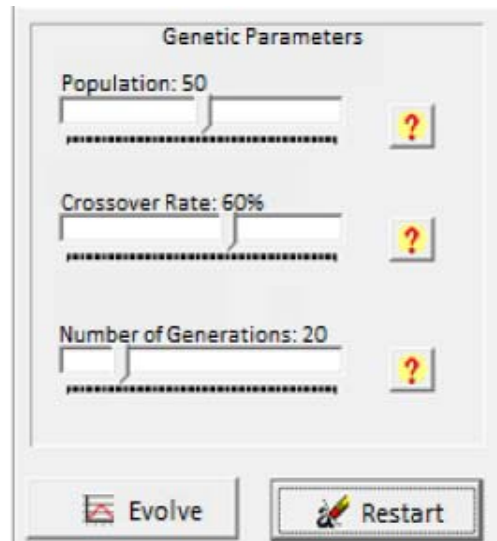 Genetic Parameters
Population: 50
?
Crossover Rate: 60%
?
Number of Generations: 20
?
Evolve
Restart